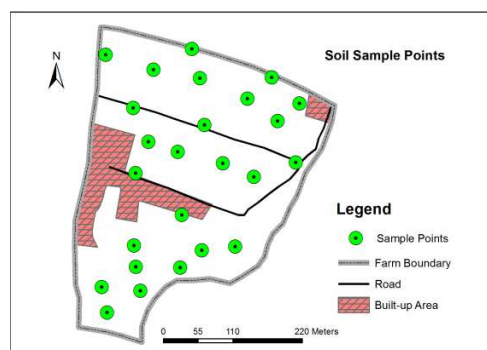 N
Soil Sample Points
Legend
Sample Points
Farm Boundary
Road
Built-up Area
0 55 110 220 Meters